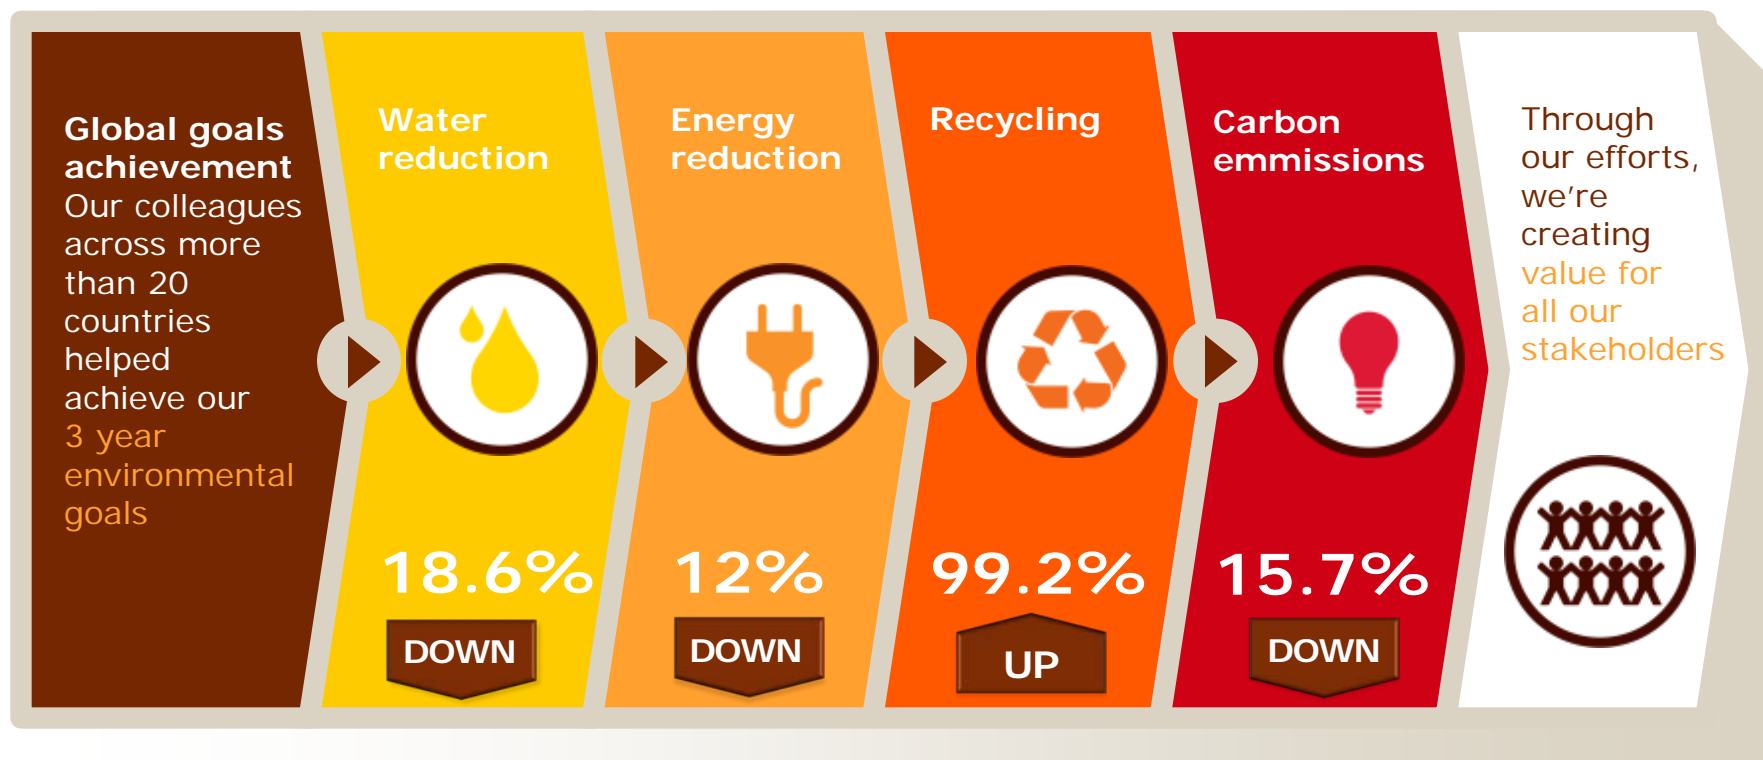 Global goals
achievement
Our colleagues
across more
than 20
countries
helped
achieve our
3 year
environmental
goals
Water
reduction
18.6%
DOWN
Energy
reduction
12%
DOWN
Recycling
99.2%
UP
Carbon
emmissions
15.7%
DOWN
Through
our efforts,
we're
creating
value for
all our
stakeholders